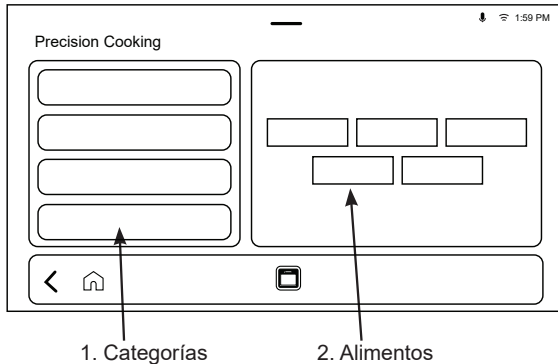 1:59 PM
Precision Cooking
1. Categorías
2. Alimentos